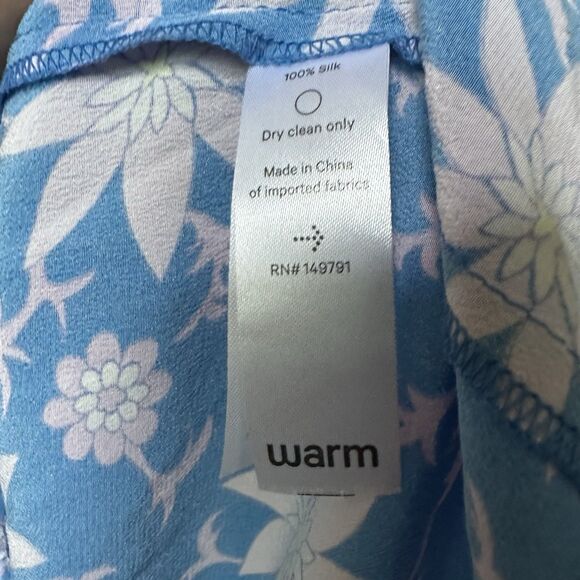 100% Silk
Dry clean only
Made in China
of imported fabrics
RN# 149791
warm